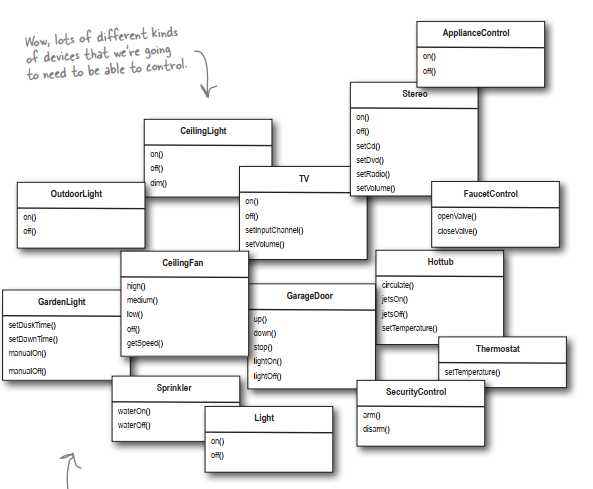 Wow, lots of different kinds
of devices that we're going
to need to be able to control.
ApplianceControl
on()
off()
Stereo
on()
off()
setCd()
setDvd()
setRadio()
setVolume()
CeilingLight
on()
off()
dim()
TV
on()
off()
setInputChannel()
setVolume()
OutdoorLight
on()
off()
FaucetControl
openValve()
closeValve()
CeilingFan
high()
medium()
low()
off()
getSpeed()
Hottub
circulate()
jetsOn()
jetsOff()
setTemperature()
GardenLight
setDuskTime()
setDawnTime()
manualOn()
manualOff()
GarageDoor
up()
down()
stop()
lightOn()
lightOff()
Thermostat
setTemperature()
Sprinkler
waterOn()
waterOff()
SecurityControl
arm()
disarm()
Light
on()
off()